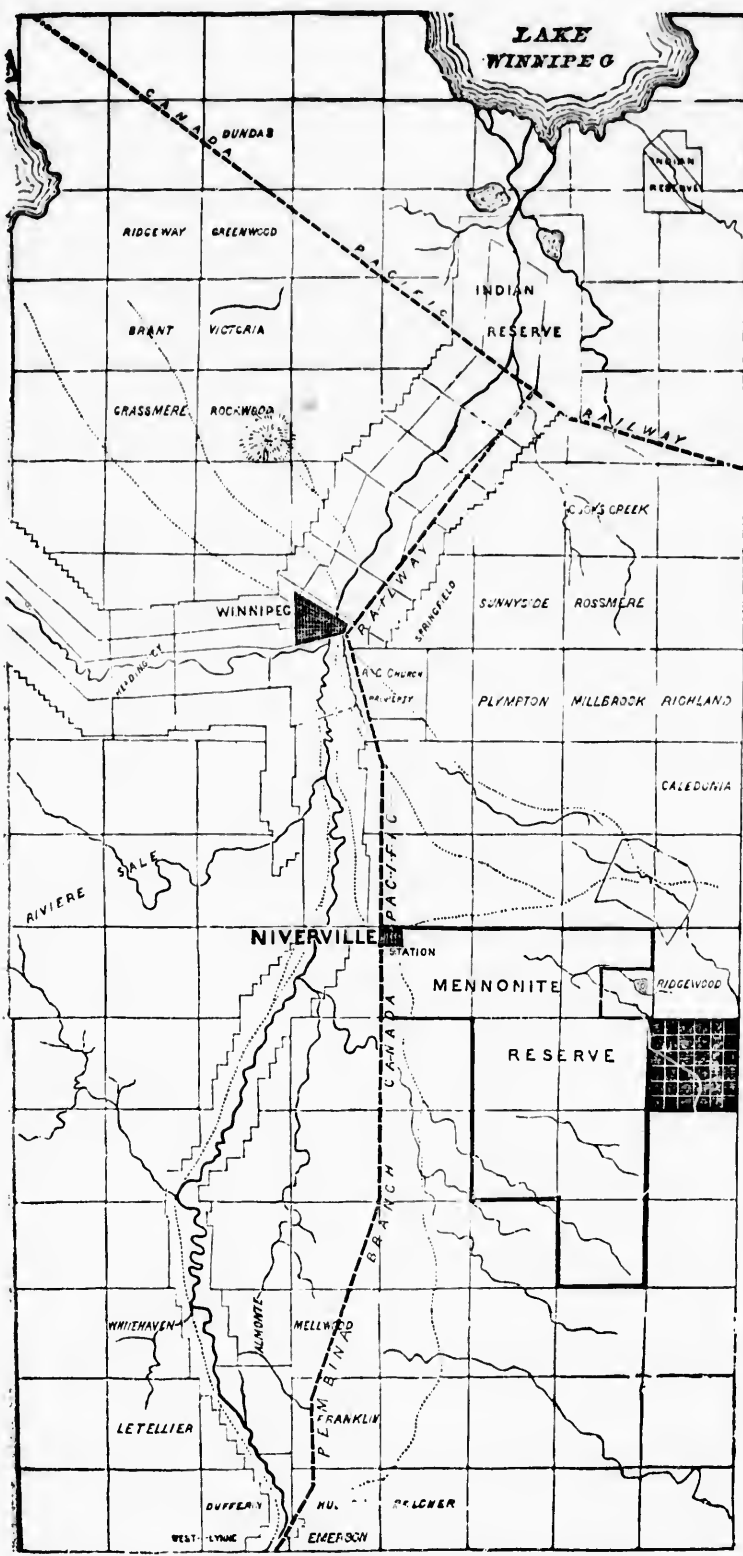 LAKE
WINNIPEG
CANADA
DUNDAS
INDIAN
RESERVE
RIDGEWAY GREENWOOD
PACIFIC
INDIAN
RESERVE
BRANT VICTORIA
GRASSMERE ROCKWOOD
RAILWAY
COOKS CREEK
RAILWAY
SPRINGFIELD
SUNNYSIDE ROSSMERE
WINNIPEG
HEADINGLY
R.C. CHURCH
PROPERTY
PLYMPTON MILLBROOK RICHLAND
CALEDONIA
PACIFIC
RIVIERE SALE
NIVERVILLE
STATION
MENNONITE
RIDGEWOOD
CANADA
RESERVE
BRANCH
WHITEHAVEN
ALMONTE
MELLWOOD
PEMBINA
LETELLIER
FRANKLIN
DUFFERIN
BELCHER
WEST LYNNE
EMERSON